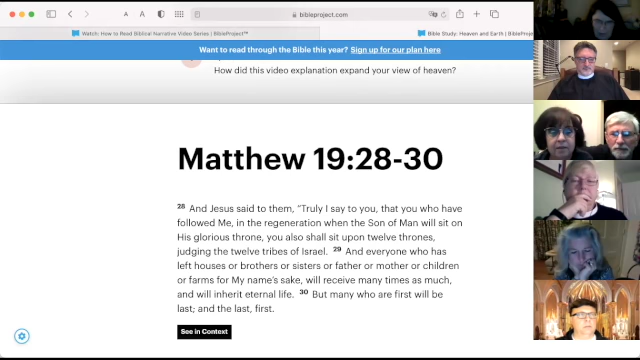 bibleproject.com
A A
Watch: How to Read Biblical Narrative Video Series | BibleProject™
Bible Study: Heaven and Earth | BibleProj
Want to read through the Bible this year? Sign up for our plan here
How did this video explanation expand your view of heaven?
Matthew 19:28-30
28 And Jesus said to them, “Truly I say to you, that you who have
followed Me, in the regeneration when the Son of Man will sit on
His glorious throne, you also shall sit upon twelve thrones,
judging the twelve tribes of Israel. 29 And everyone who has
left houses or brothers or sisters or father or mother or children
or farms for My name's sake, will receive many times as much,
and will inherit eternal life. 30 But many who are first will be
last; and the last, first.
See in Context